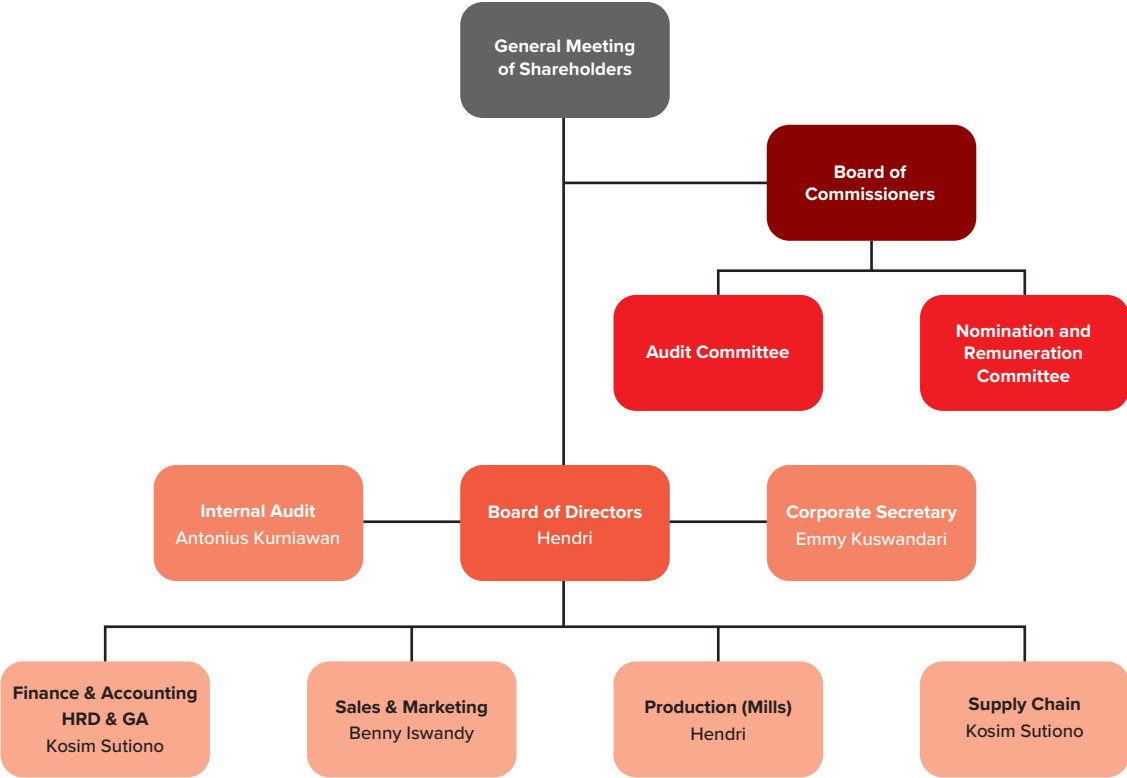 General Meeting
of Shareholders
Board of
Commissioners
Audit Committee
Nomination and
Remuneration
Committee
Internal Audit
Antonius Kurniawan
Board of Directors
Hendri
Corporate Secretary
Emmy Kuswandari
Finance & Accounting
HRD & GA
Kosim Sutiono
Sales & Marketing
Benny Iswandy
Production (Mills)
Hendri
Supply Chain
Kosim Sutiono